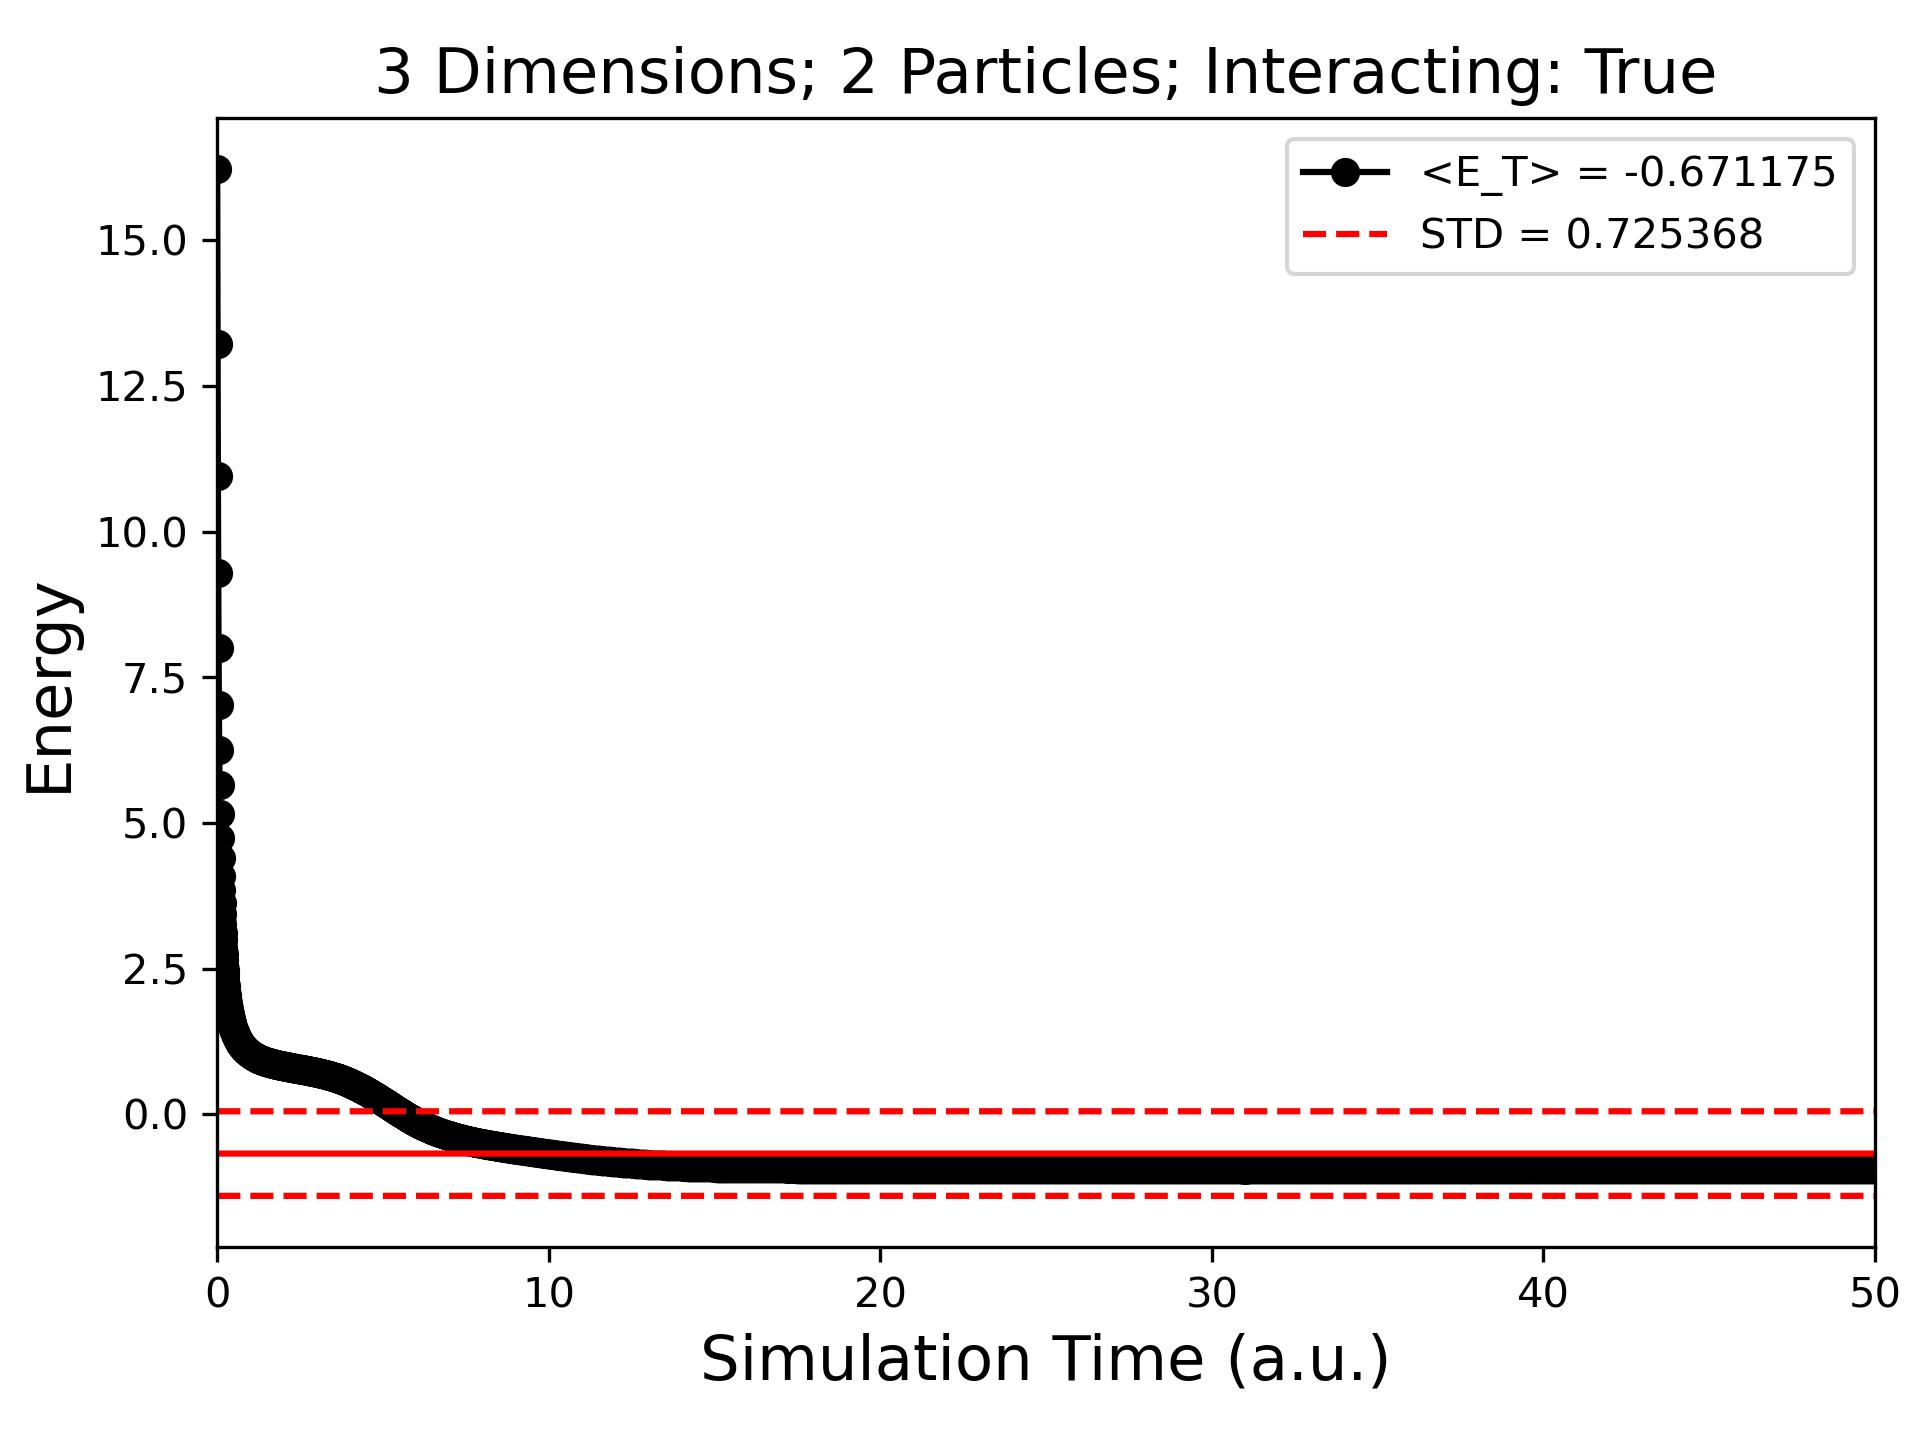 3 Dimensions; 2 Particles; Interacting: True
<E_T> = -0.671175
STD = 0.725368
Energy
15.0
12.5
10.0
7.5
5.0
2.5
0.0
0
10
20
30
40
50
Simulation Time (a.u.)